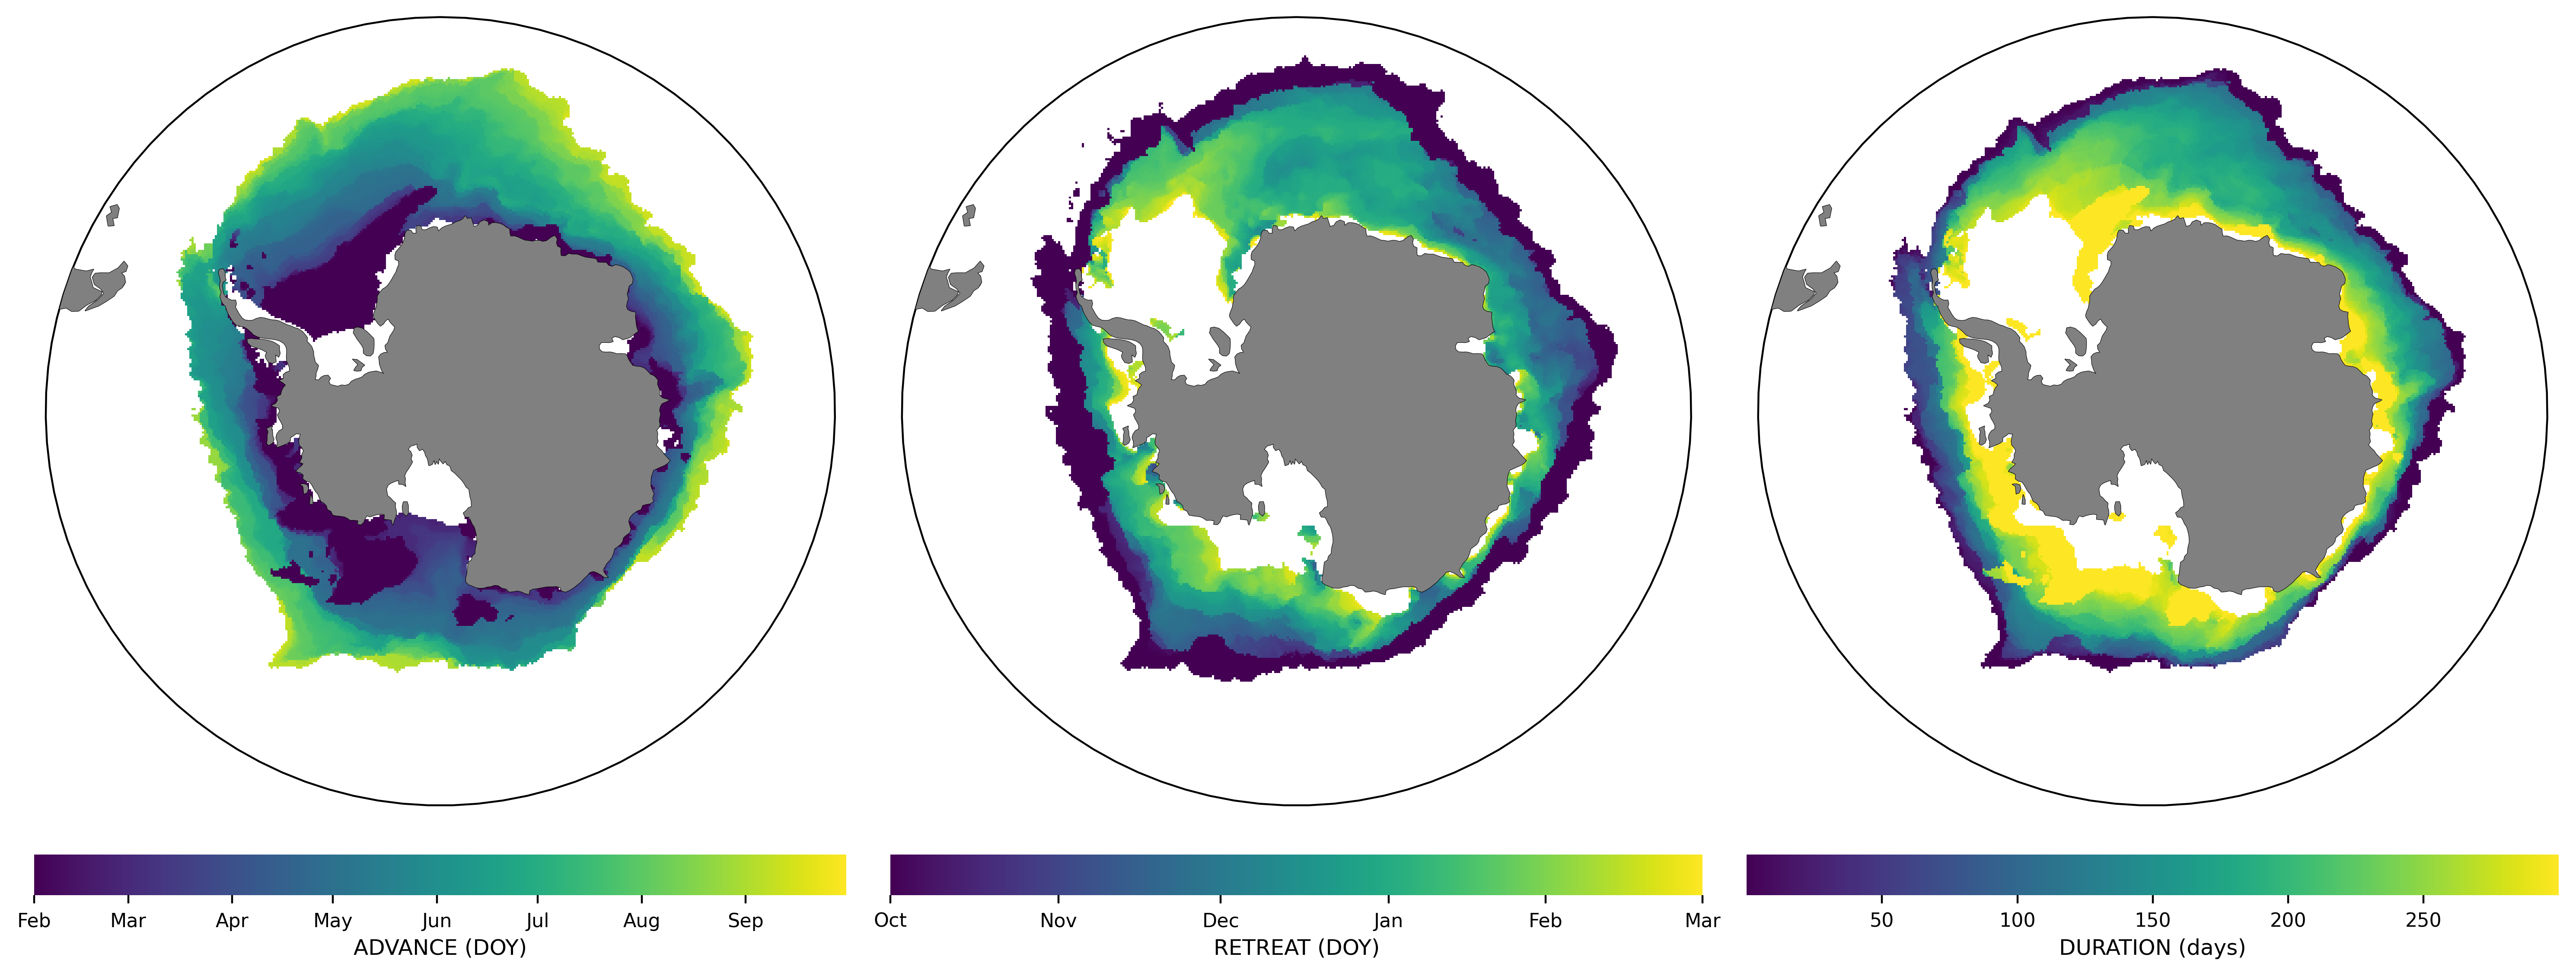 Feb Mar Apr May Jun Jul Aug Sep
ADVANCE (DOY)
Oct Nov Dec Jan Feb Mar
RETREAT (DOY)
50 100 150 200 250
DURATION (days)